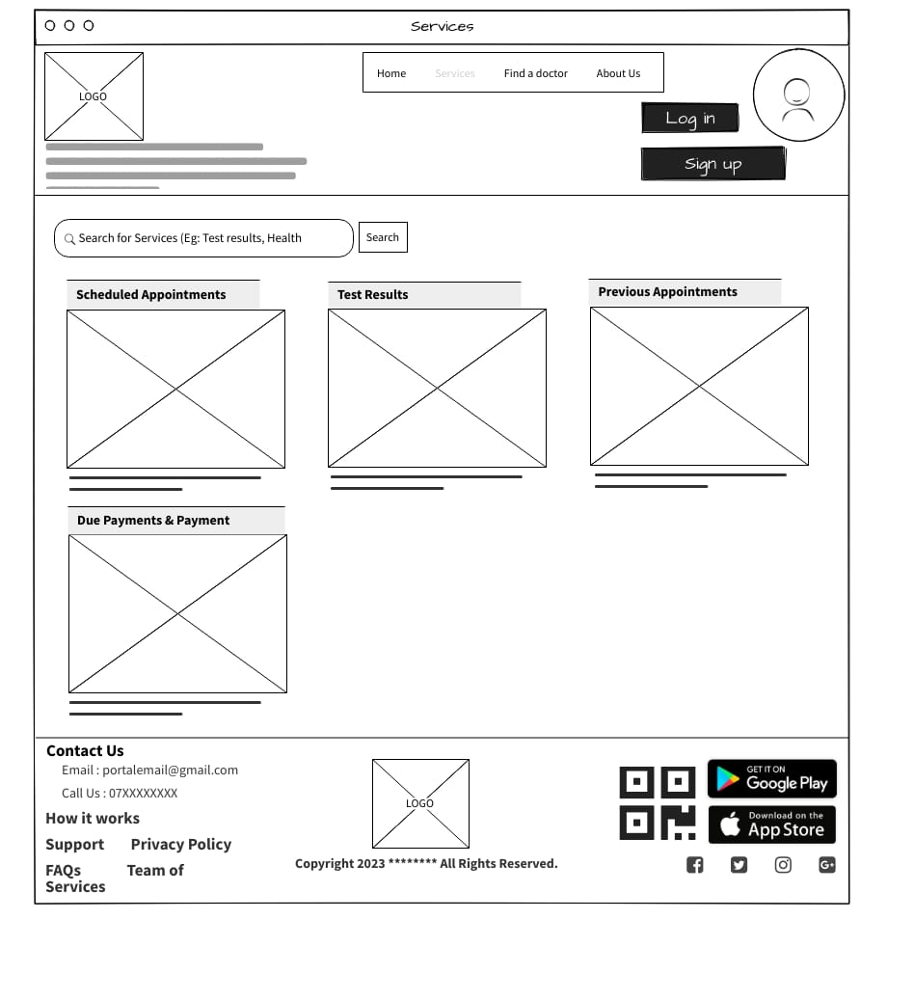 Services
LOGO
Home Services Find a doctor About Us
Log in
Sign up
Search for Services (Eg: Test results, Health
Search
Scheduled Appointments
Test Results
Previous Appointments
Due Payments & Payment
Contact Us
Email : portalemail@gmail.com
Call Us : 07XXXXXXXX
How it works
Support Privacy Policy
FAQs Team of
Services
LOGO
Copyright 2023 ******** All Rights Reserved.
GET IT ON
Google Play
Download on the
App Store
G+